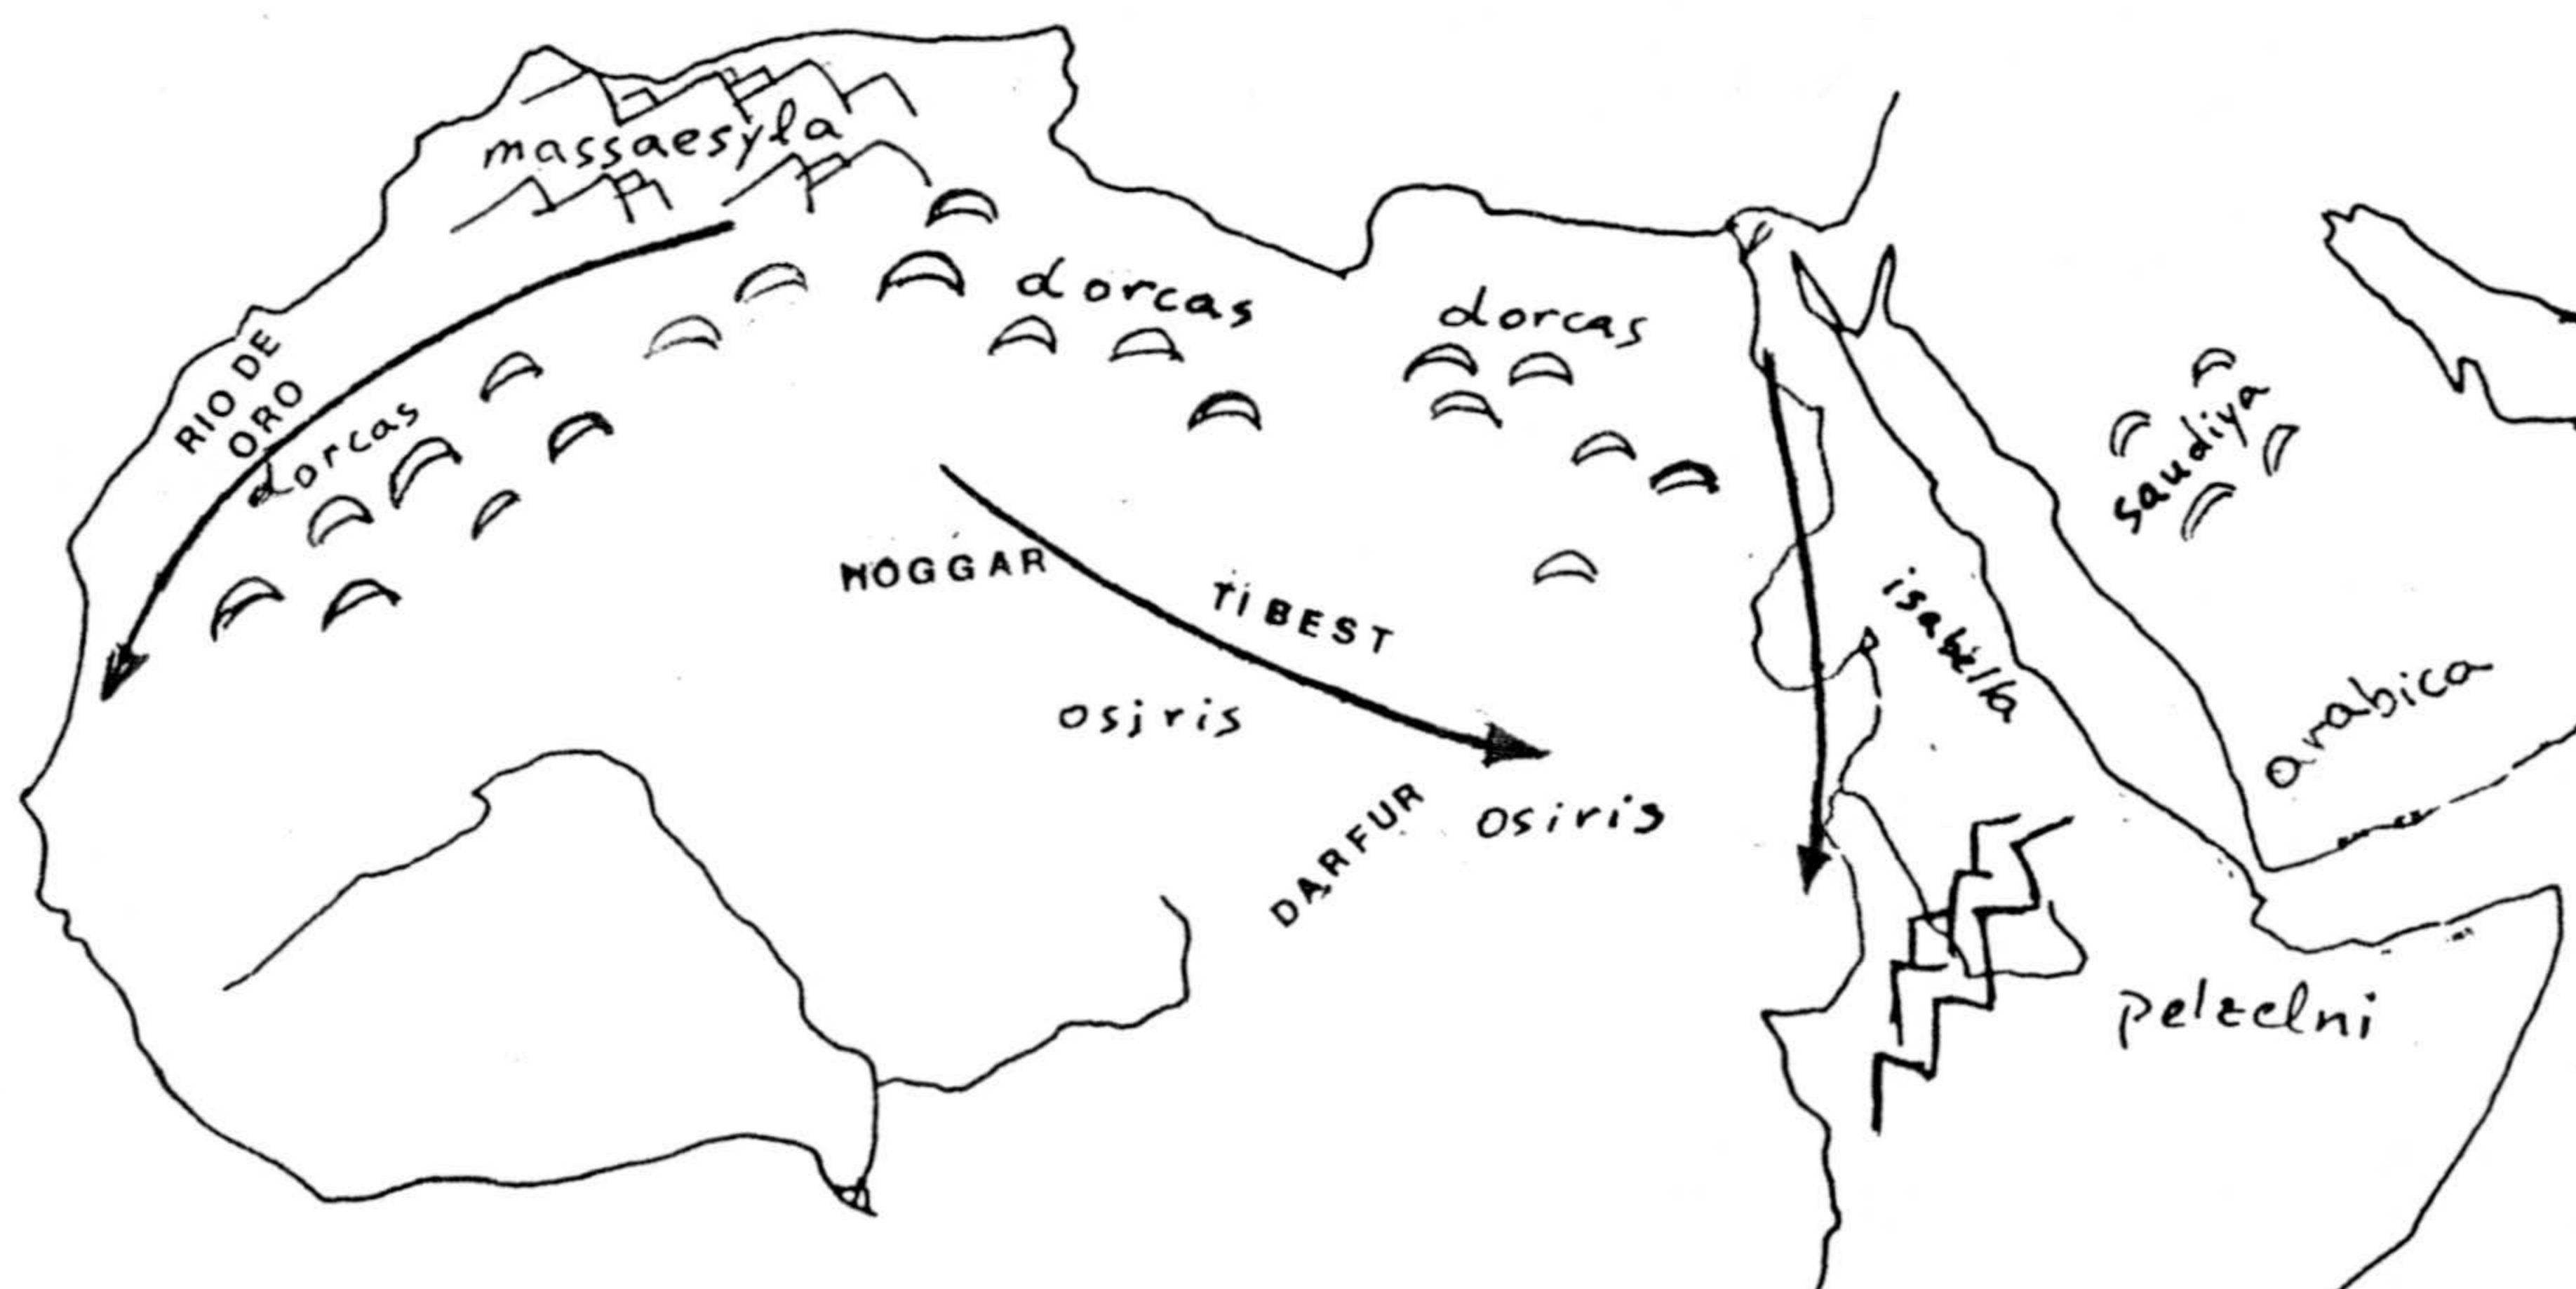 massaesyla
RIO DE
ORO
dorcas
dorcas
dorcas
saudiya
HOGGAR
TIBEST
isabella
osiris
arabica
DARFUR
osiris
pelzelni